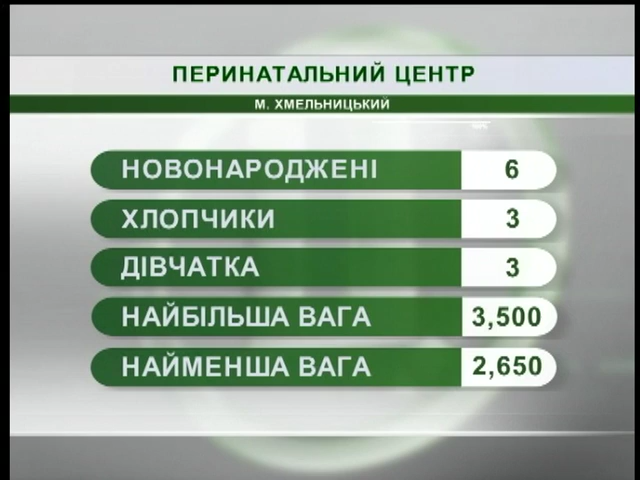 ПЕРИНАТАЛЬНИЙ ЦЕНТР
М. ХМЕЛЬНИЦЬКИЙ
НОВОНАРОДЖЕНІ 6
ХЛОПЧИКИ 3
ДІВЧАТКА 3
НАЙБІЛЬША ВАГА 3,500
НАЙМЕНША ВАГА 2,650